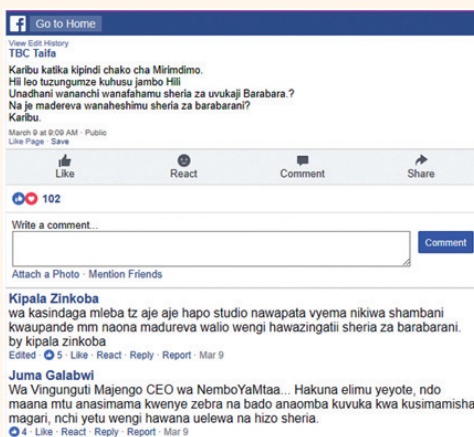 Go to Home
View Edit History
TBC Taifa
Karibu katika kipindi chako cha Mirimdimo.
Hii leo tuzungumze kuhusu jambo Hili
Unadhani wananchi wanafahamu sheria za uvukaji Barabara.?
Na je madereva wanaheshimu sheria za barabarani?
Karibu.
March 9 at 9:09 AM · Public
Like Page · Save
Like React Comment Share
102
Write a comment...
Comment
Attach a Photo · Mention Friends
Kipala Zinkoba
wa kasindaga mleba tz aje aje hapo studio nawapata vyema nikiwa shambani
kwaupande mm naona madureva walio wengi hawazingatii sheria za barabarani.
by kipala zinkoba
Edited · 5 · Like · React · Reply · Report · Mar 9
Juma Galabwi
Wa Vingunguti Majengo CEO wa NemboYaMtaa... Hakuna elimu yeyote, ndo
maana mtu anasimama kwenye zebra na bado anaomba kuvuka kwa kusimamisha
magari, nchi yetu wengi hawana uelewa na hizo sheria.
4 · Like · React · Reply · Report · Mar 9